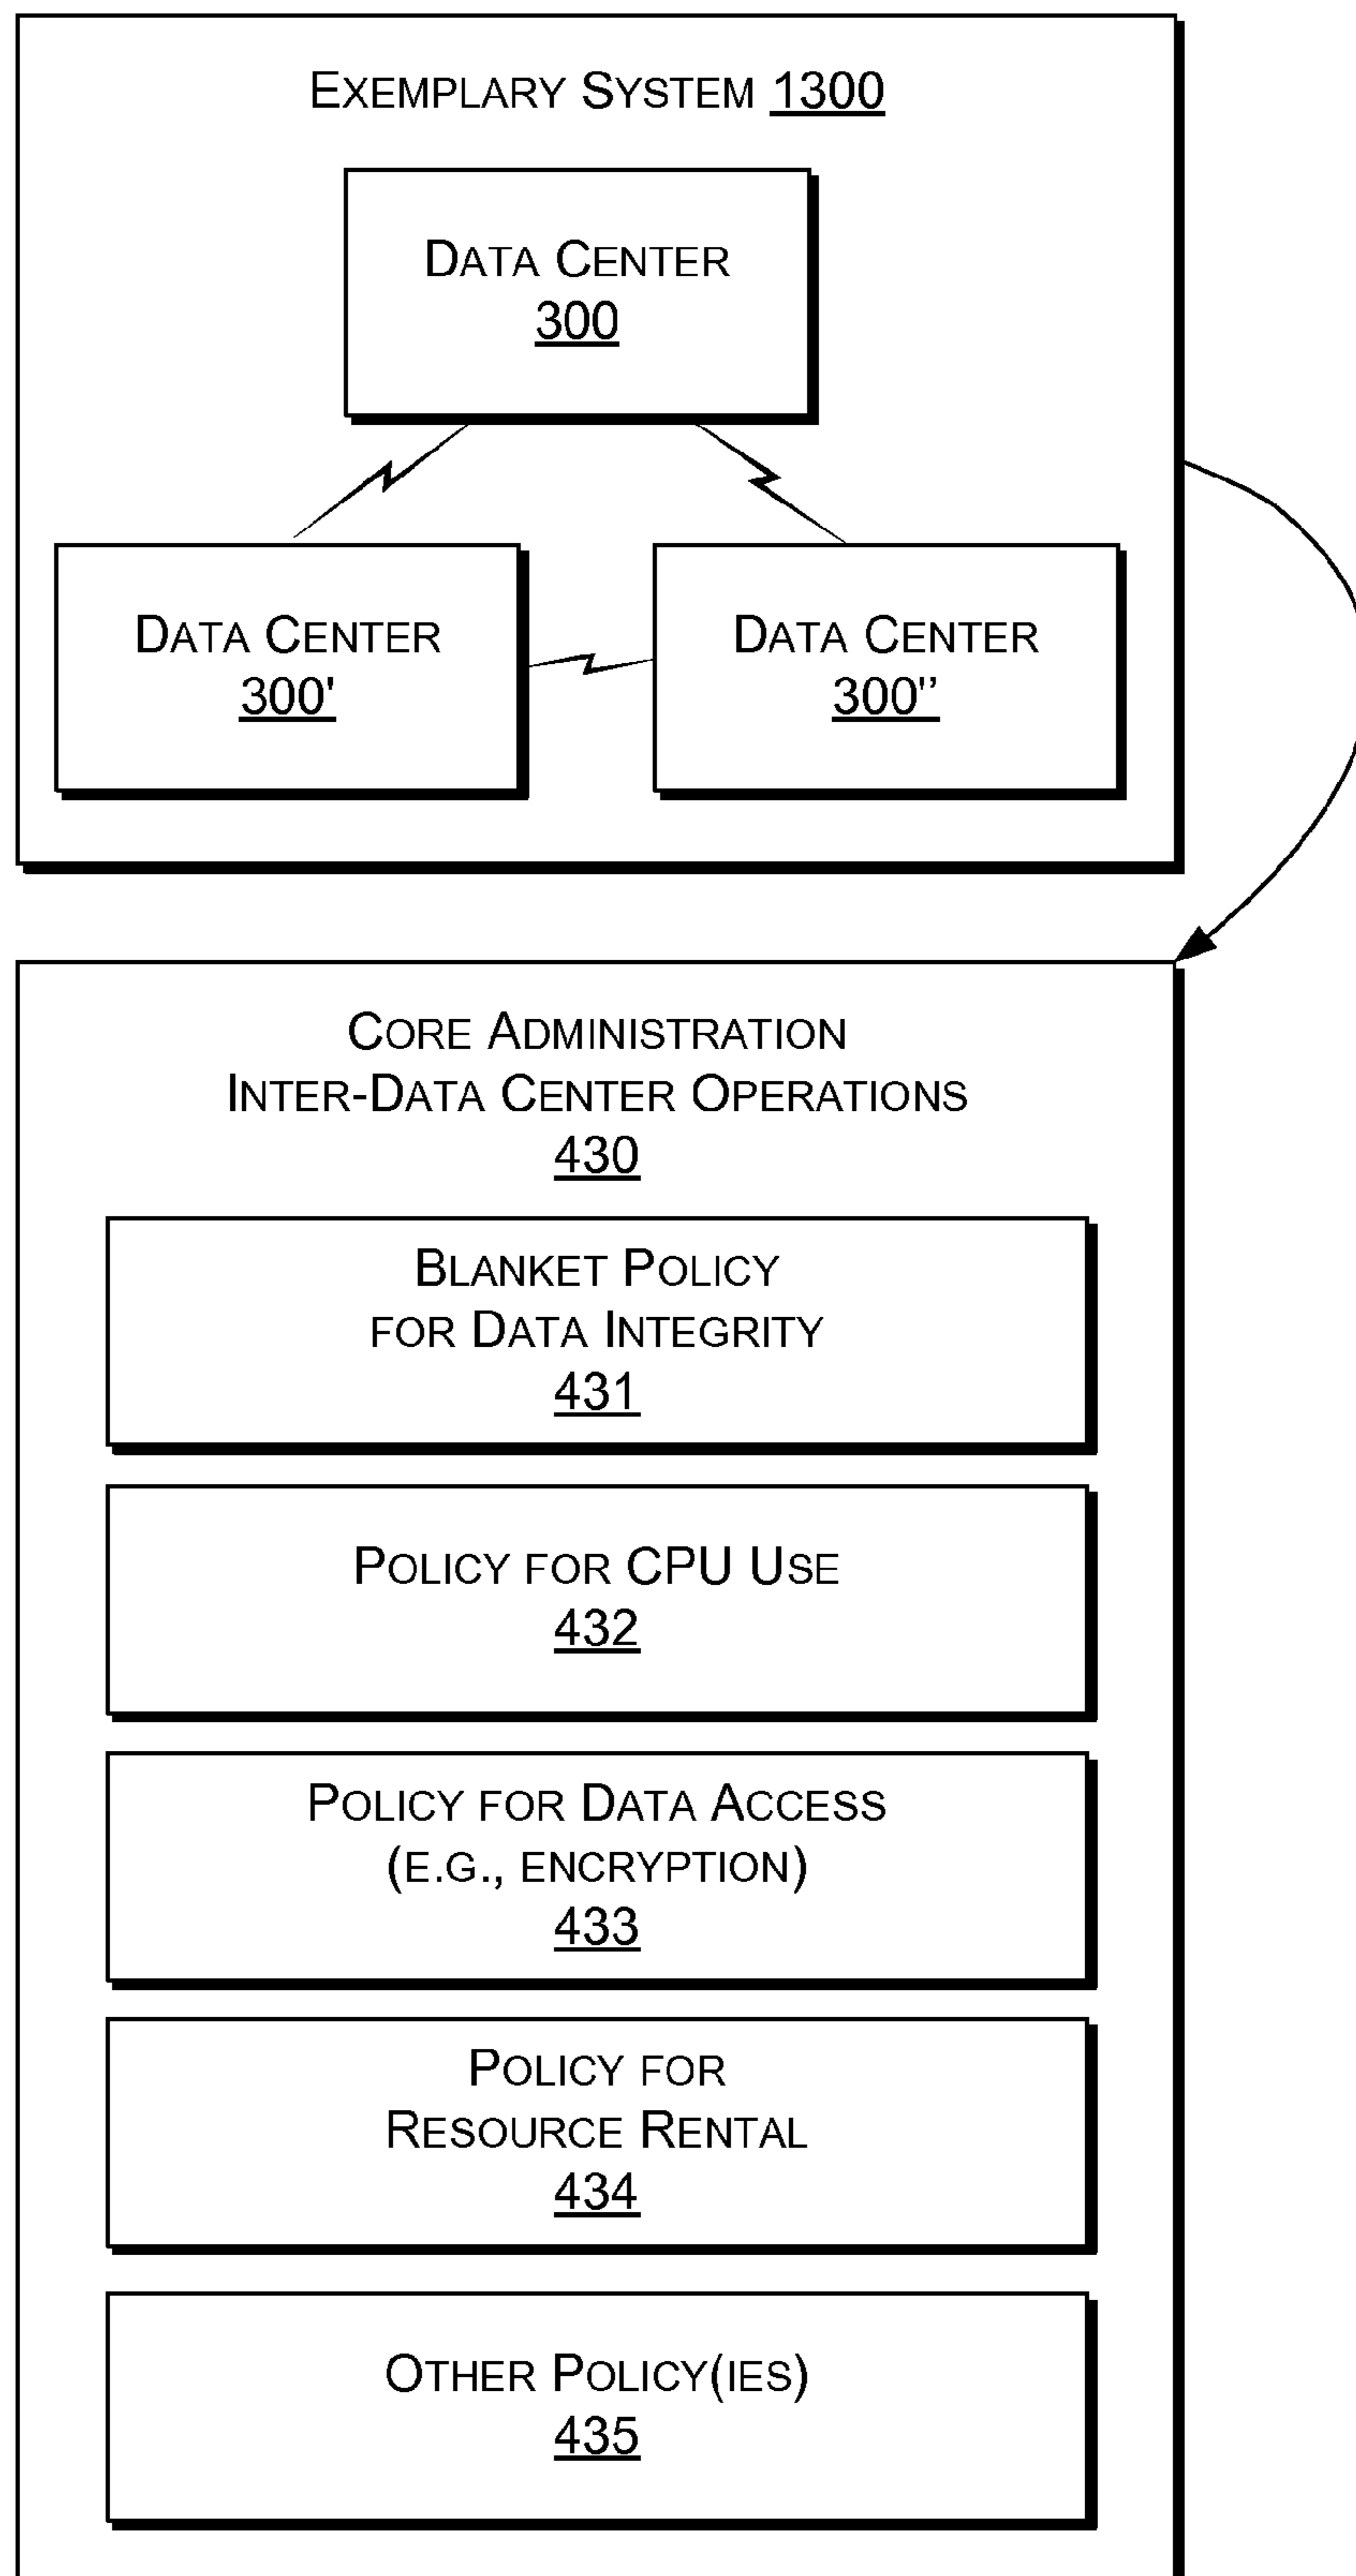 Exemplary System 1300
Data Center
300
Data Center
300'
Data Center
300''
Core Administration
Inter-Data Center Operations
430
Blanket Policy
for Data Integrity
431
Policy for CPU Use
432
Policy for Data Access
(e.g., encryption)
433
Policy for
Resource Rental
434
Other Policy(ies)
435